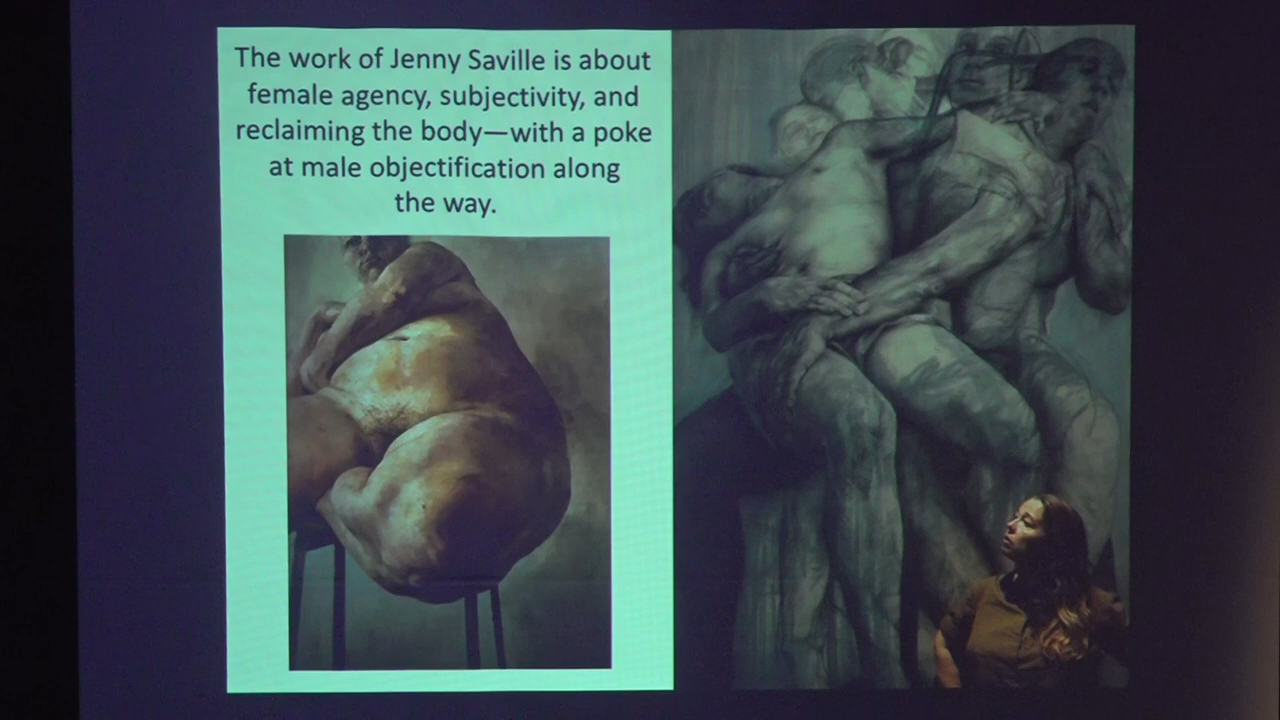 The work of Jenny Saville is about
female agency, subjectivity, and
reclaiming the body—with a poke
at male objectification along
the way.